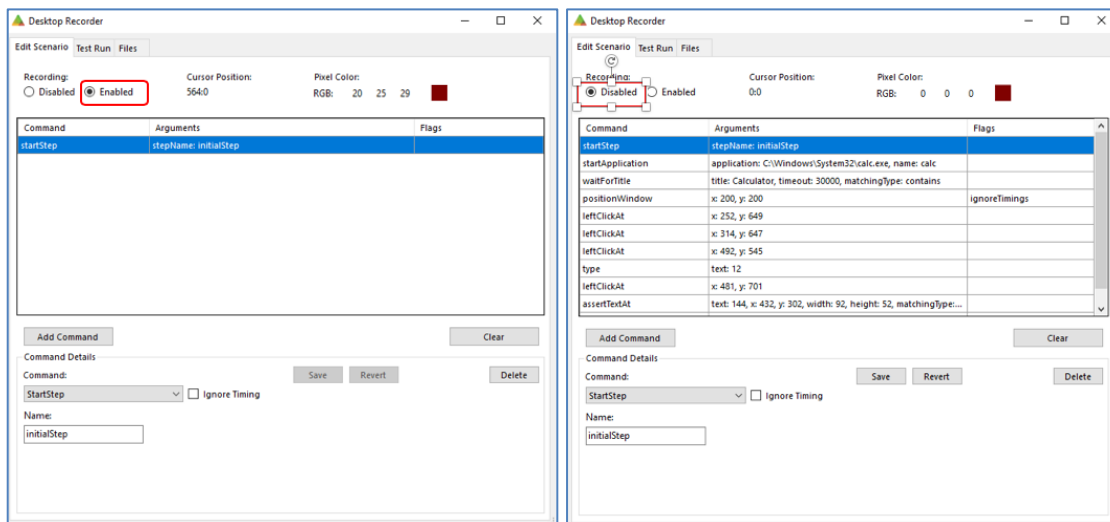 Desktop Recorder
Edit Scenario Test Run Files
Recording: Cursor Position: Pixel Color:
Disabled Enabled 564:0 RGB: 20 25 29
Command Arguments Flags
startStep stepName: initialStep
Add Command Clear
Command Details
Command: Save Revert Delete
StartStep Ignore Timing
Name:
initialStep
Desktop Recorder
Edit Scenario Test Run Files
Recording: Cursor Position: Pixel Color:
Disabled Enabled 0:0 RGB: 0 0 0
Command Arguments Flags
startStep stepName: initialStep
startApplication application: C:\Windows\System32\calc.exe, name: calc
waitForTitle title: Calculator, timeout: 30000, matchingType: contains
positionWindow x: 200, y: 200 ignoreTimings
leftClickAt x: 252, y: 649
leftClickAt x: 314, y: 647
leftClickAt x: 492, y: 545
type text: 12
leftClickAt x: 481, y: 701
assertTextAt text: 144, x: 432, y: 302, width: 92, height: 52, matchingType:...
Add Command Clear
Command Details
Command: Save Revert Delete
StartStep Ignore Timing
Name:
initialStep